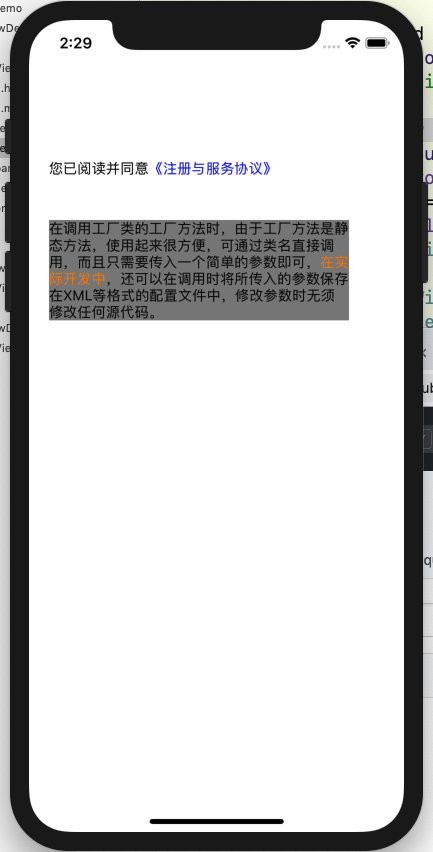 emo
2:29
您已阅读并同意《注册与服务协议》
在调用工厂类的工厂方法时，由于工厂方法是静
态方法，使用起来很方便，可通过类名直接调
用，而且只需要传入一个简单的参数即可，在实
际开发中，还可以在调用时将所传入的参数保存
在XML等格式的配置文件中，修改参数时无须
修改任何源代码。